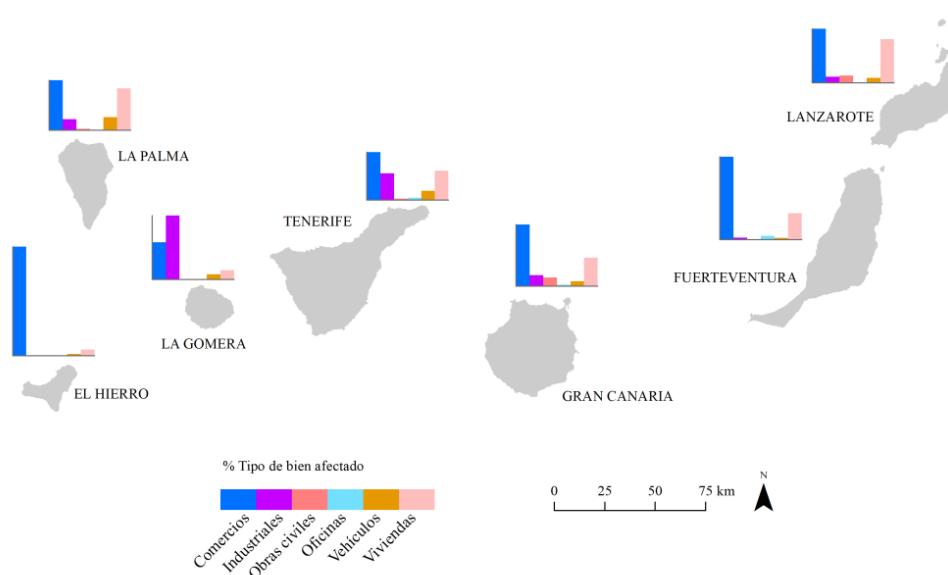 LANZAROTE
LA PALMA
TENERIFE
FUERTEVENTURA
LA GOMERA
EL HIERRO
GRAN CANARIA
% Tipo de bien afectado
Comercios
Industriales
Obras civiles
Oficinas
Vehículos
Viviendas
0 25 50 75 km
N